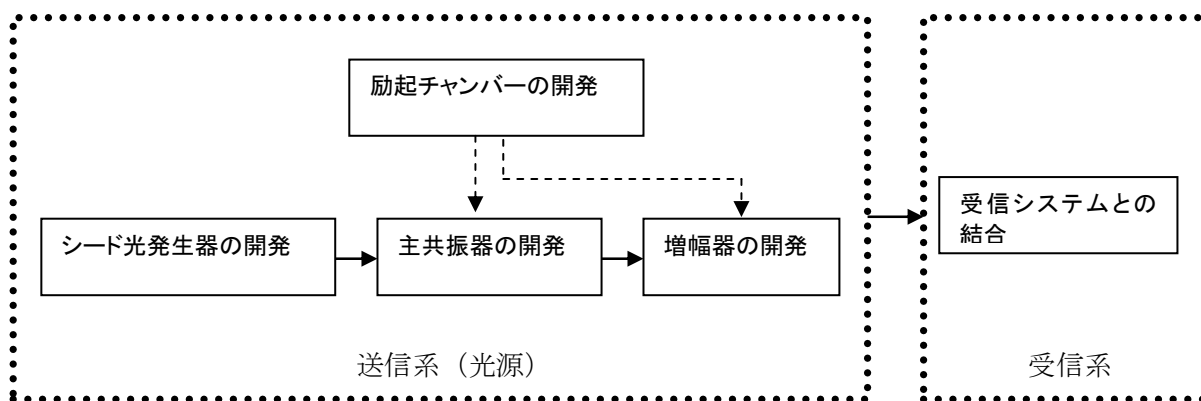 励起チャンバーの開発
シード光発生器の開発
主共振器の開発
増幅器の開発
送信系（光源）
受信システムとの
結合
受信系